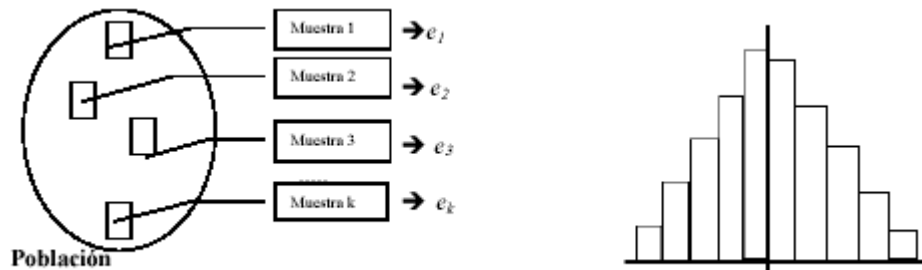 Muestra 1 ➔ e1
Muestra 2 ➔ e2
Muestra 3 ➔ e3
.....
Muestra k ➔ ek
Población